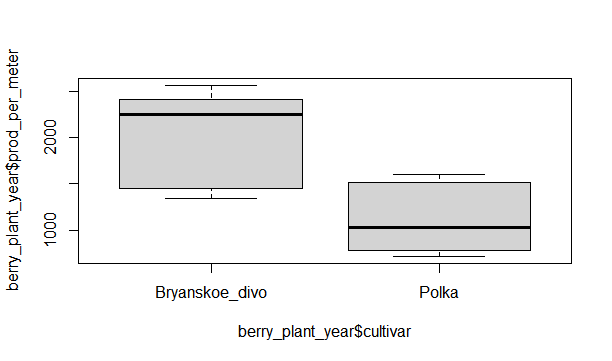 berry_plant_year$prod_per_meter
2000
1000
Bryanskoe_divo
Polka
berry_plant_year$cultivar